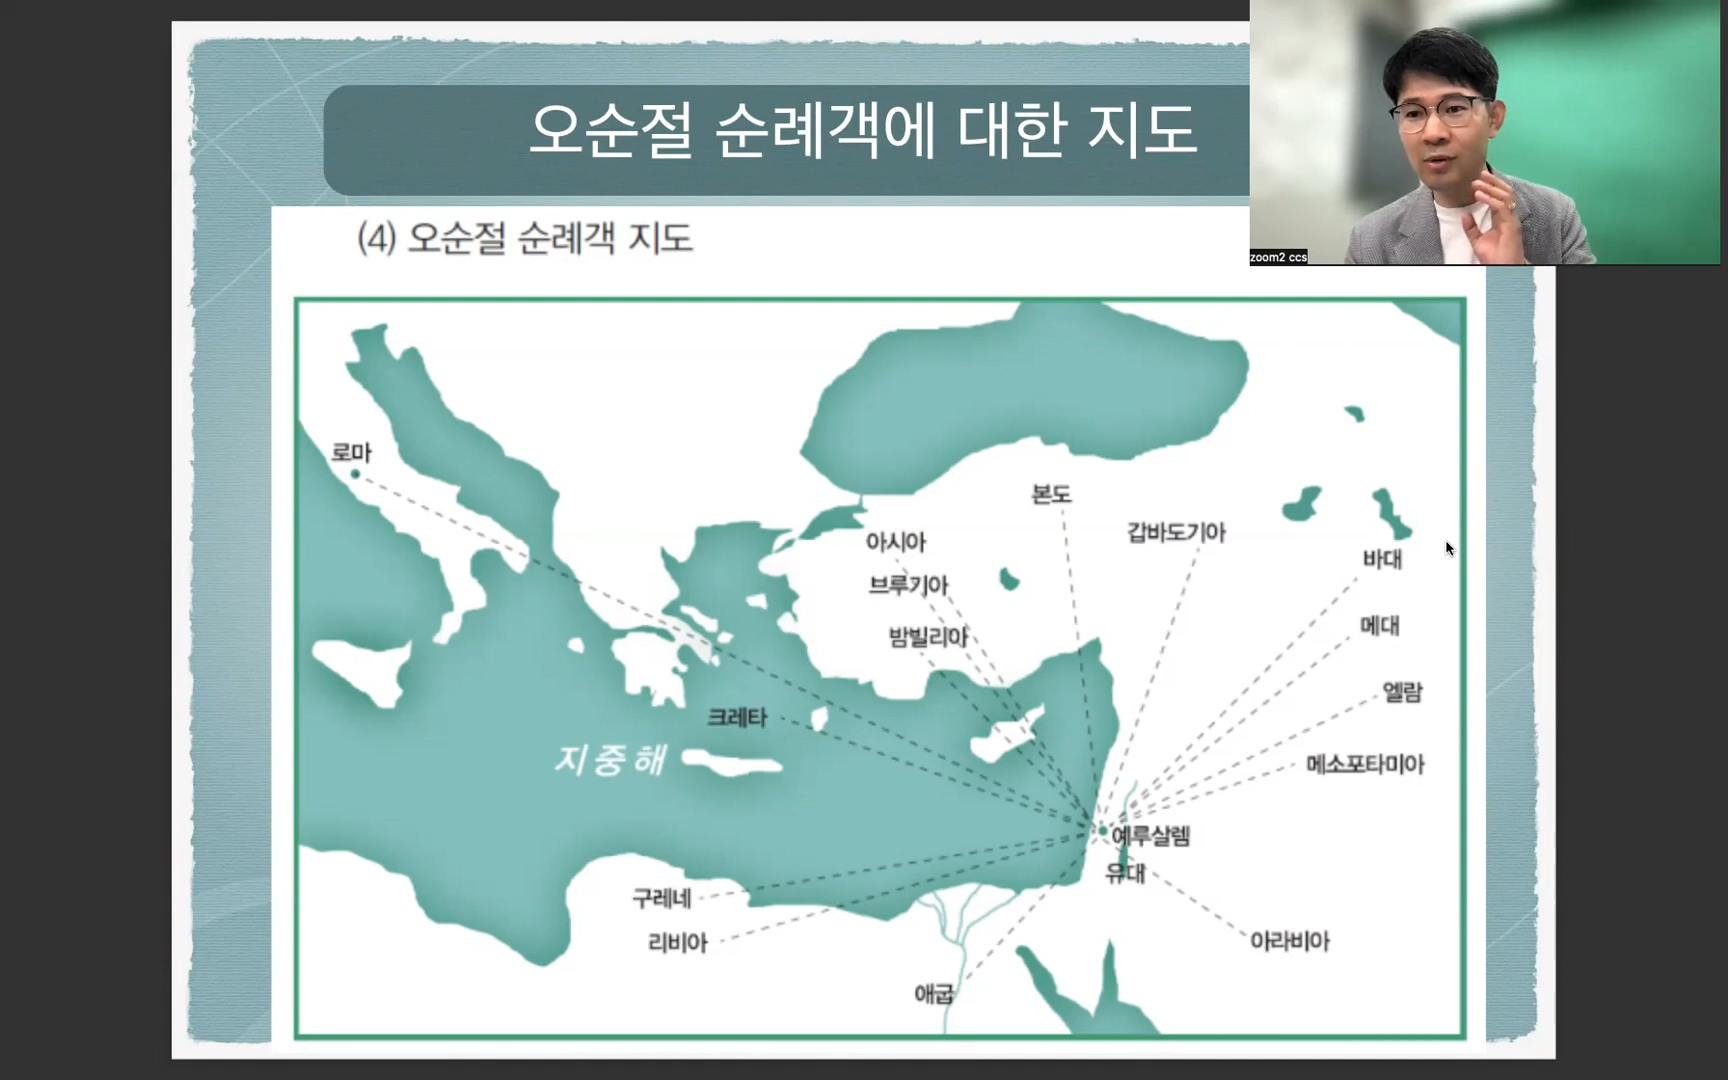 오순절 순례객에 대한 지도
zoom2 ccs
(4) 오순절 순례객 지도
로마
본도
아시아
갑바도기아
브루기아
바대
밤빌리아
메대
엘람
크레타
지중해
메소포타미아
예루살렘
유대
구레네
리비아
아라비아
애굽